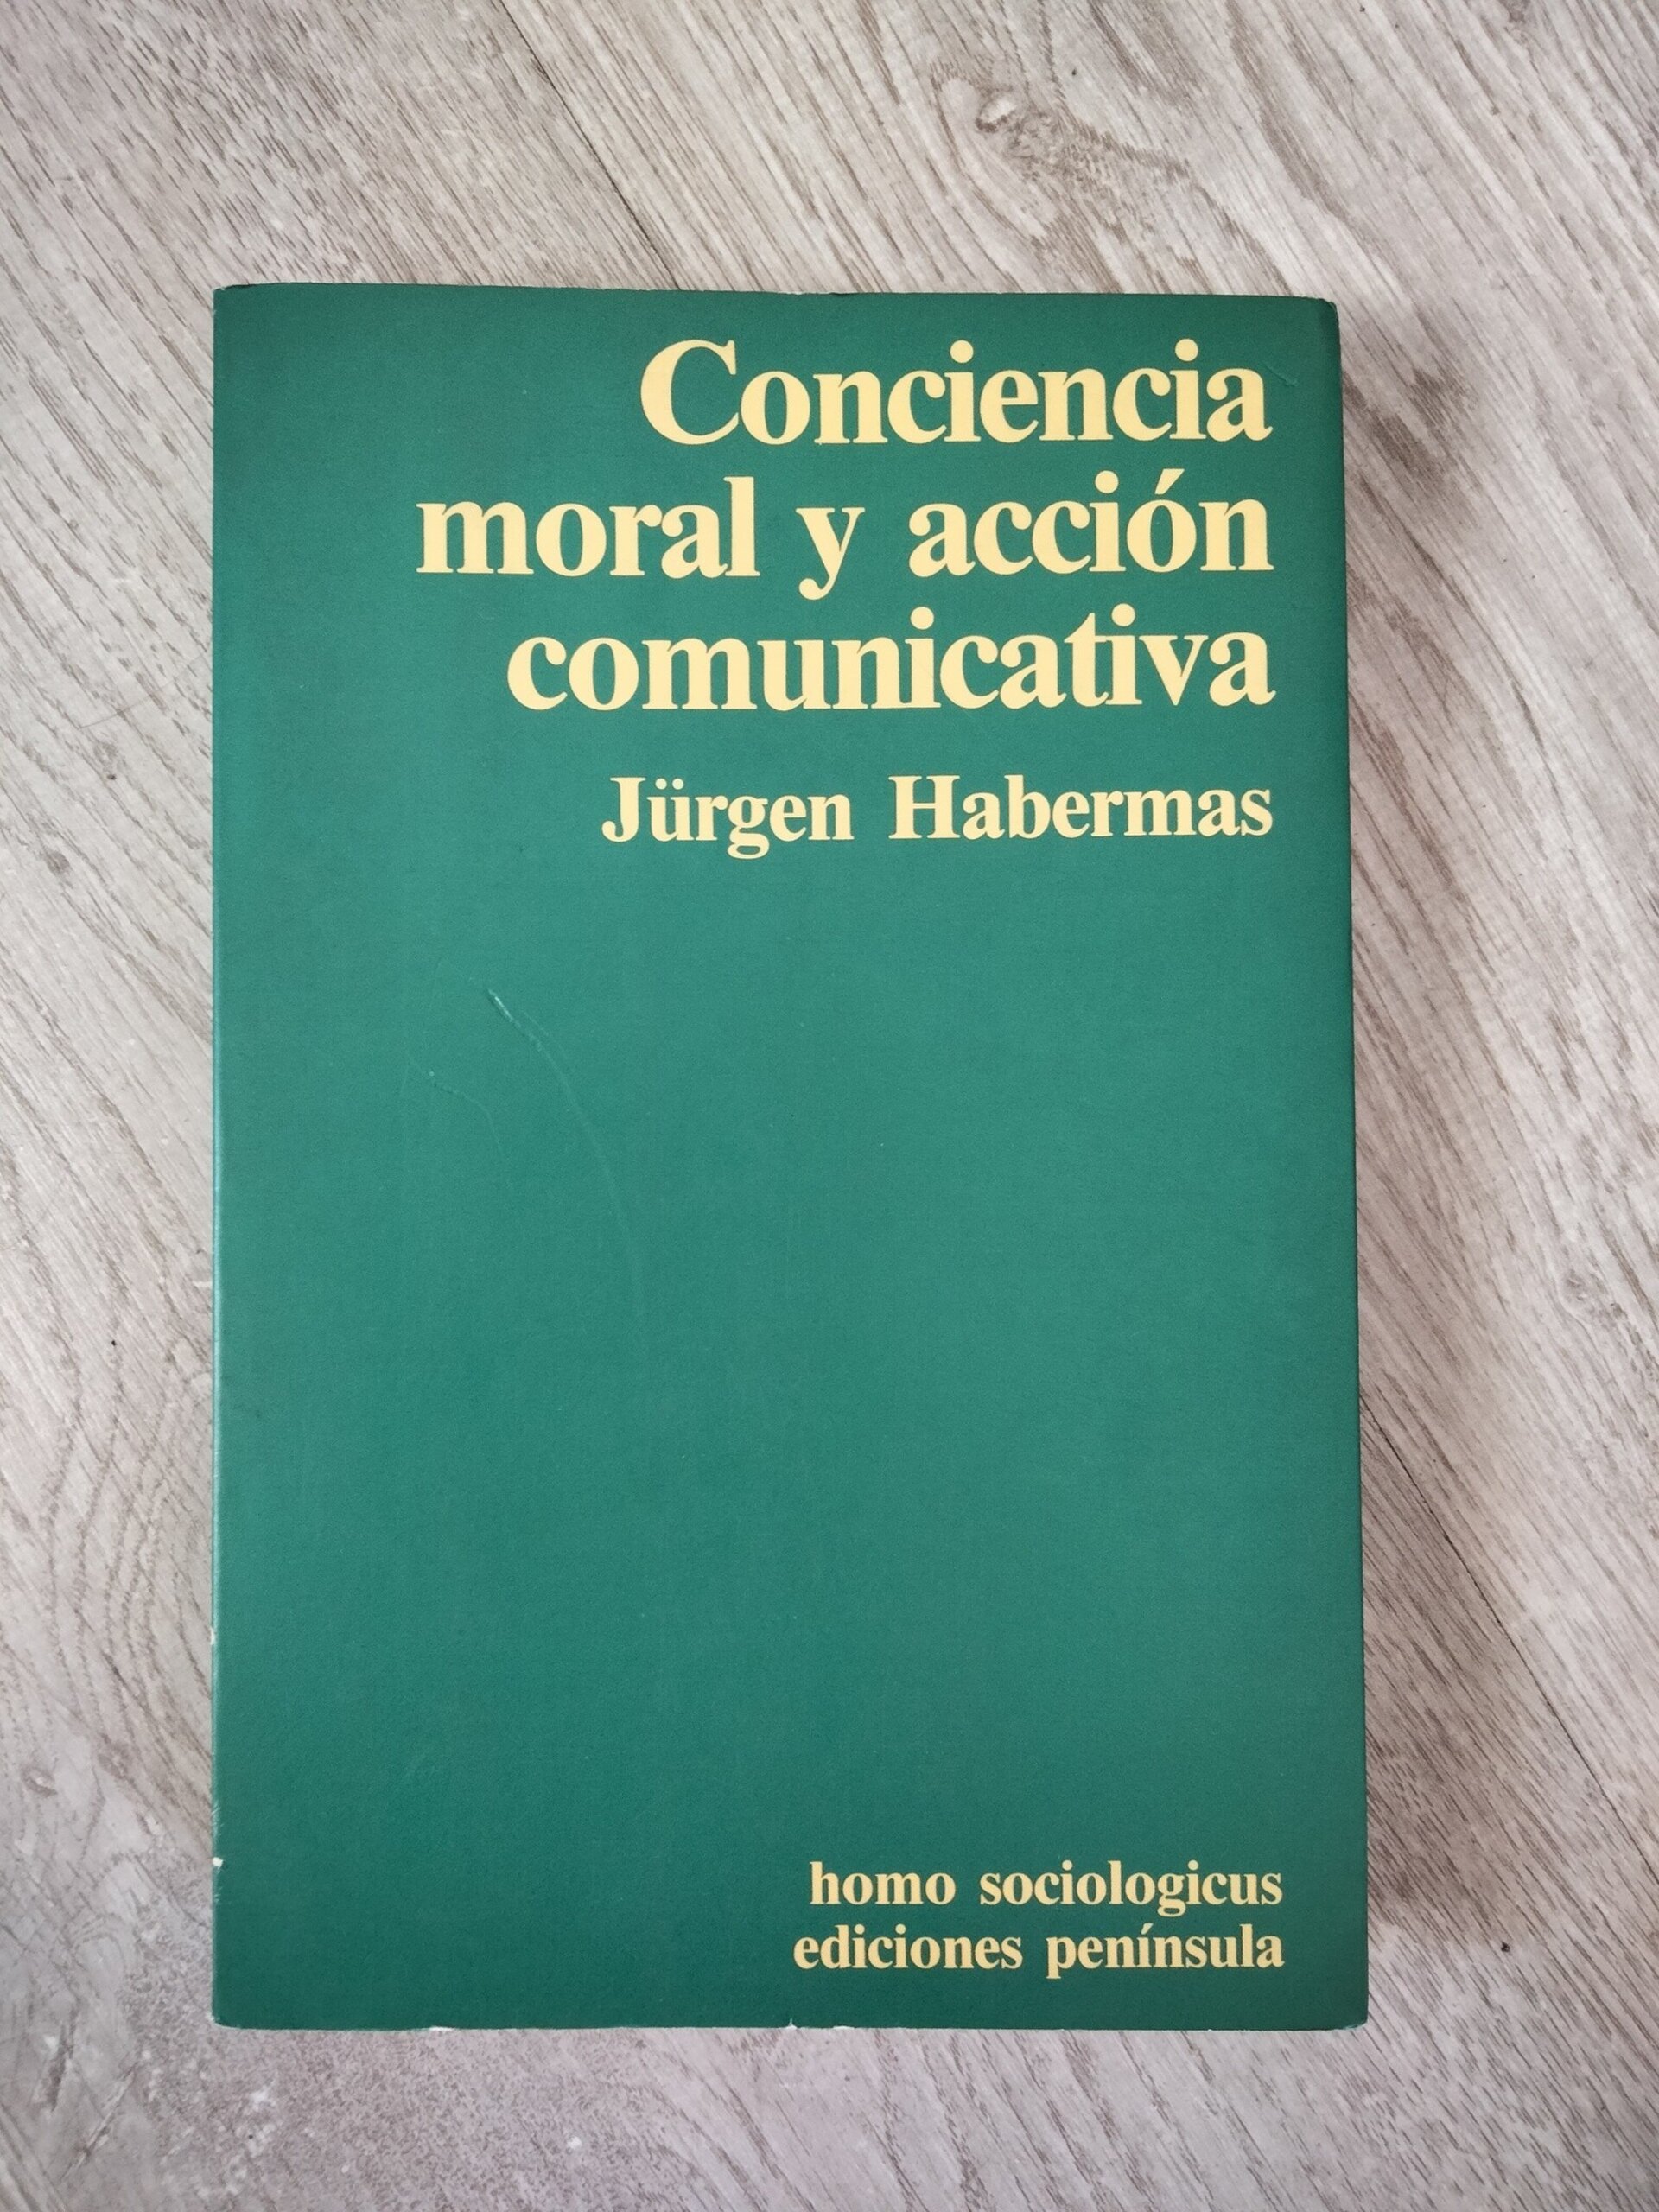 Conciencia
moral y acción
comunicativa
Jürgen Habermas
homo sociologicus
ediciones península